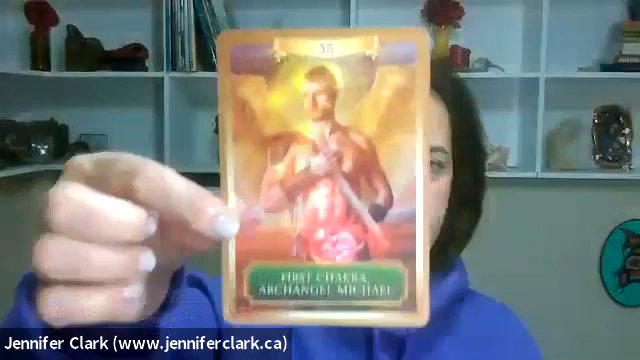 35
FIRST CHAKRA
ARCHANGEL MICHAEL
Jennifer Clark (www.jenniferclark.ca)